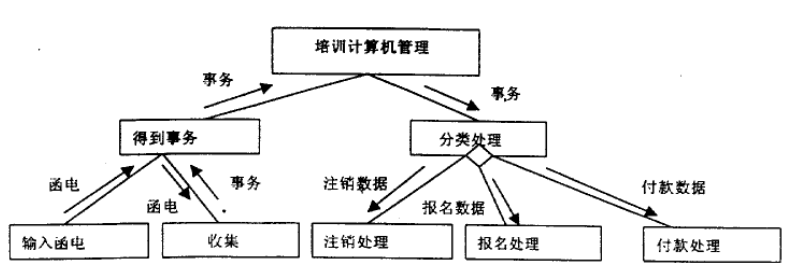 培训计算机管理
事务
事务
得到事务
分类处理
函电
函电
事务
注销数据
报名数据
付款数据
输入函电
收集
注销处理
报名处理
付款处理